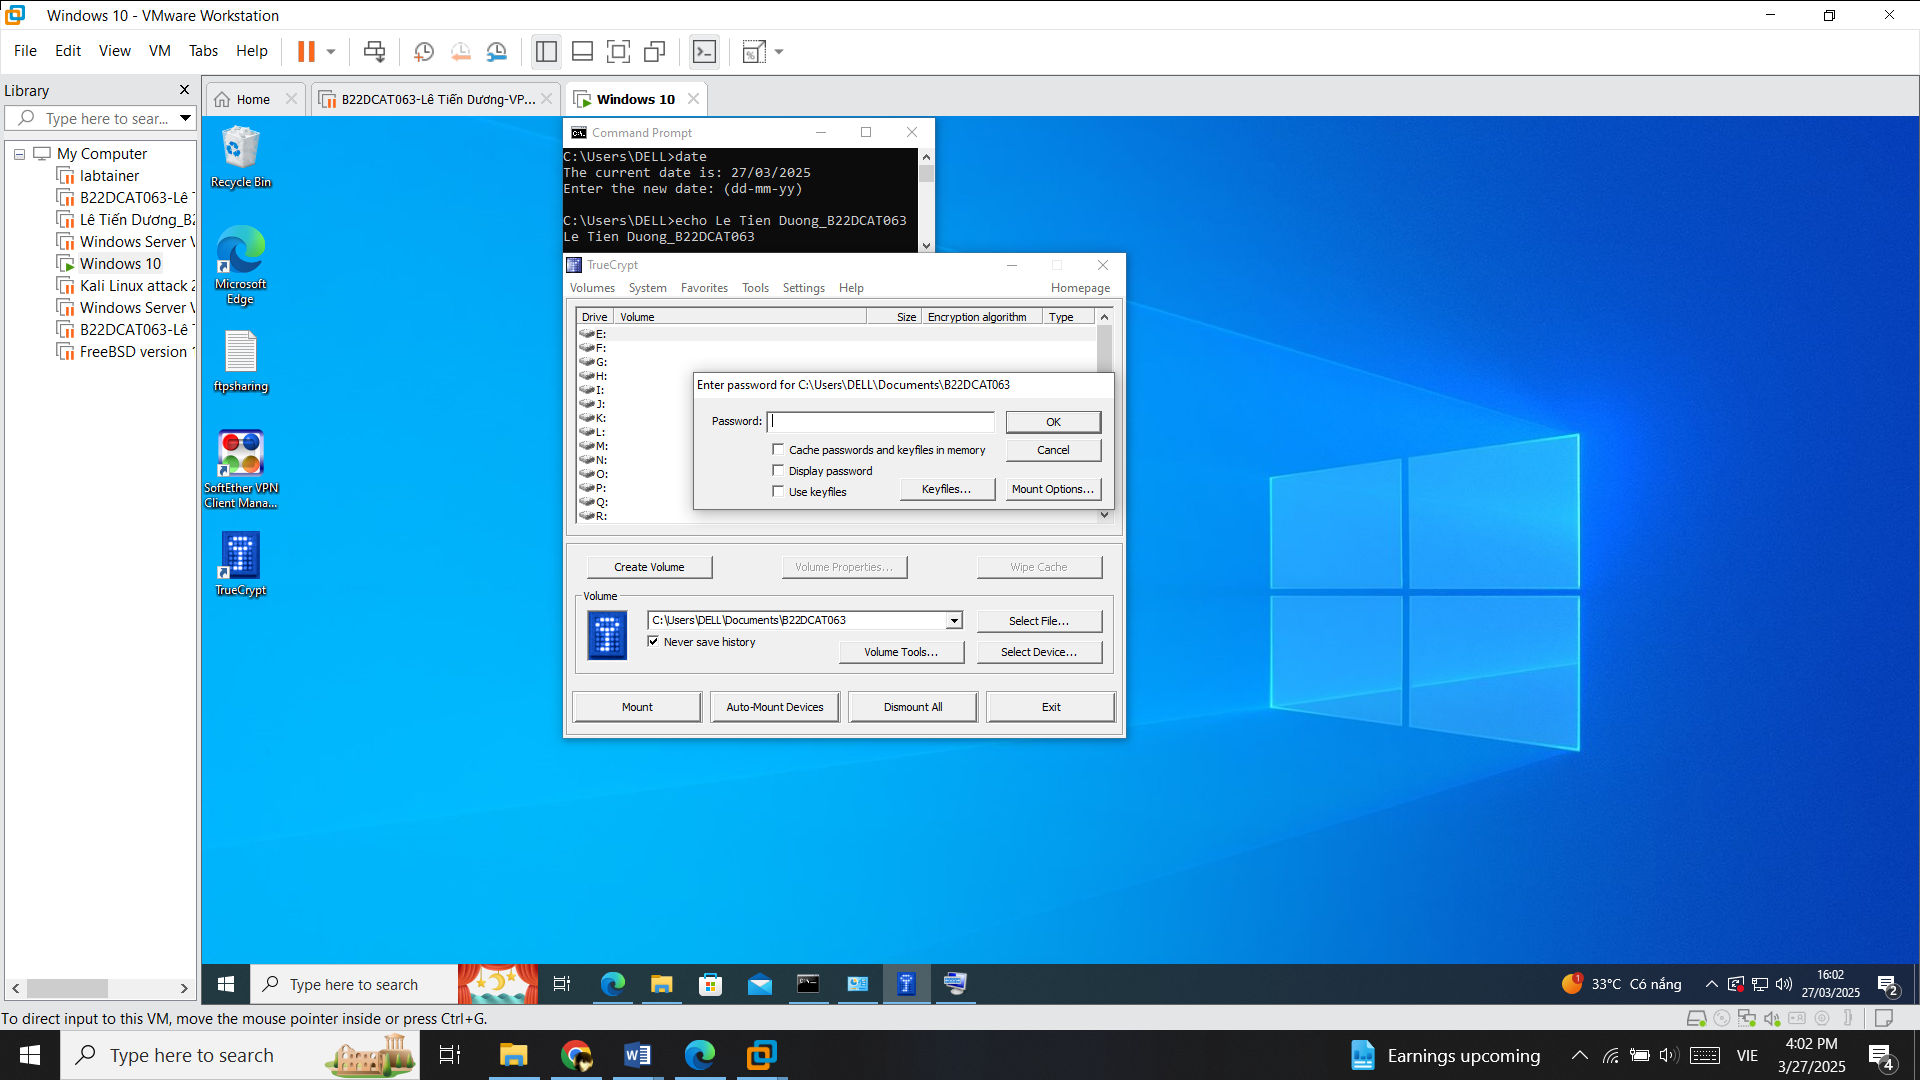 Windows 10 - VMware Workstation
File Edit View VM Tabs Help
Library
Type here to sear...
My Computer
labtainer
B22DCAT063-Lê T
Lê Tiến Dương_B2
Windows Server V
Windows 10
Kali Linux attack 2
Windows Server V
B22DCAT063-Lê T
FreeBSD version 1
Home
B22DCAT063-Lê Tiến Dương-VP...
Windows 10
Recycle Bin
Microsoft
Edge
ftpsharing
SoftEther VPN
Client Mana...
TrueCrypt
Command Prompt
C:\Users\DELL>date
The current date is: 27/03/2025
Enter the new date: (dd-mm-yy)
C:\Users\DELL>echo Le Tien Duong_B22DCAT063
Le Tien Duong_B22DCAT063
TrueCrypt
Volumes System Favorites Tools Settings Help Homepage
Drive Volume Size Encryption algorithm Type
E:
F:
G:
H:
I:
J:
K:
L:
M:
N:
O:
P:
Q:
R:
Enter password for C:\Users\DELL\Documents\B22DCAT063
Password: OK
Cache passwords and keyfiles in memory Cancel
Display password
Use keyfiles Keyfiles... Mount Options...
Create Volume Volume Properties... Wipe Cache
Volume
C:\Users\DELL\Documents\B22DCAT063 Select File...
Never save history
Volume Tools... Select Device...
Mount Auto-Mount Devices Dismount All Exit
Type here to search
1 33°C Có nắng
16:02
27/03/2025
2
To direct input to this VM, move the mouse pointer inside or press Ctrl+G.
Type here to search
Earnings upcoming
VIE
4:02 PM
3/27/2025
4